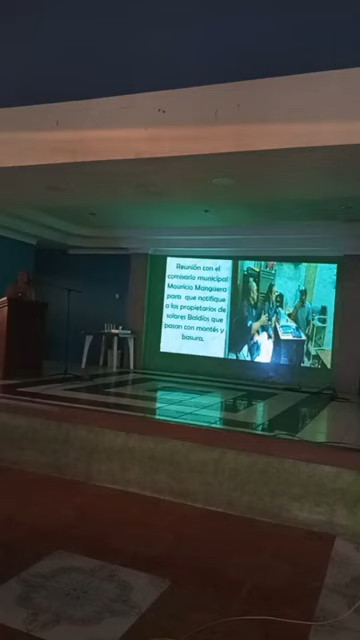 Reunión con el
comisario municipal
Mauricio Manguera
para que notifique
a los propietarios de
solares Baldíos que
pasan con montés y
basura.